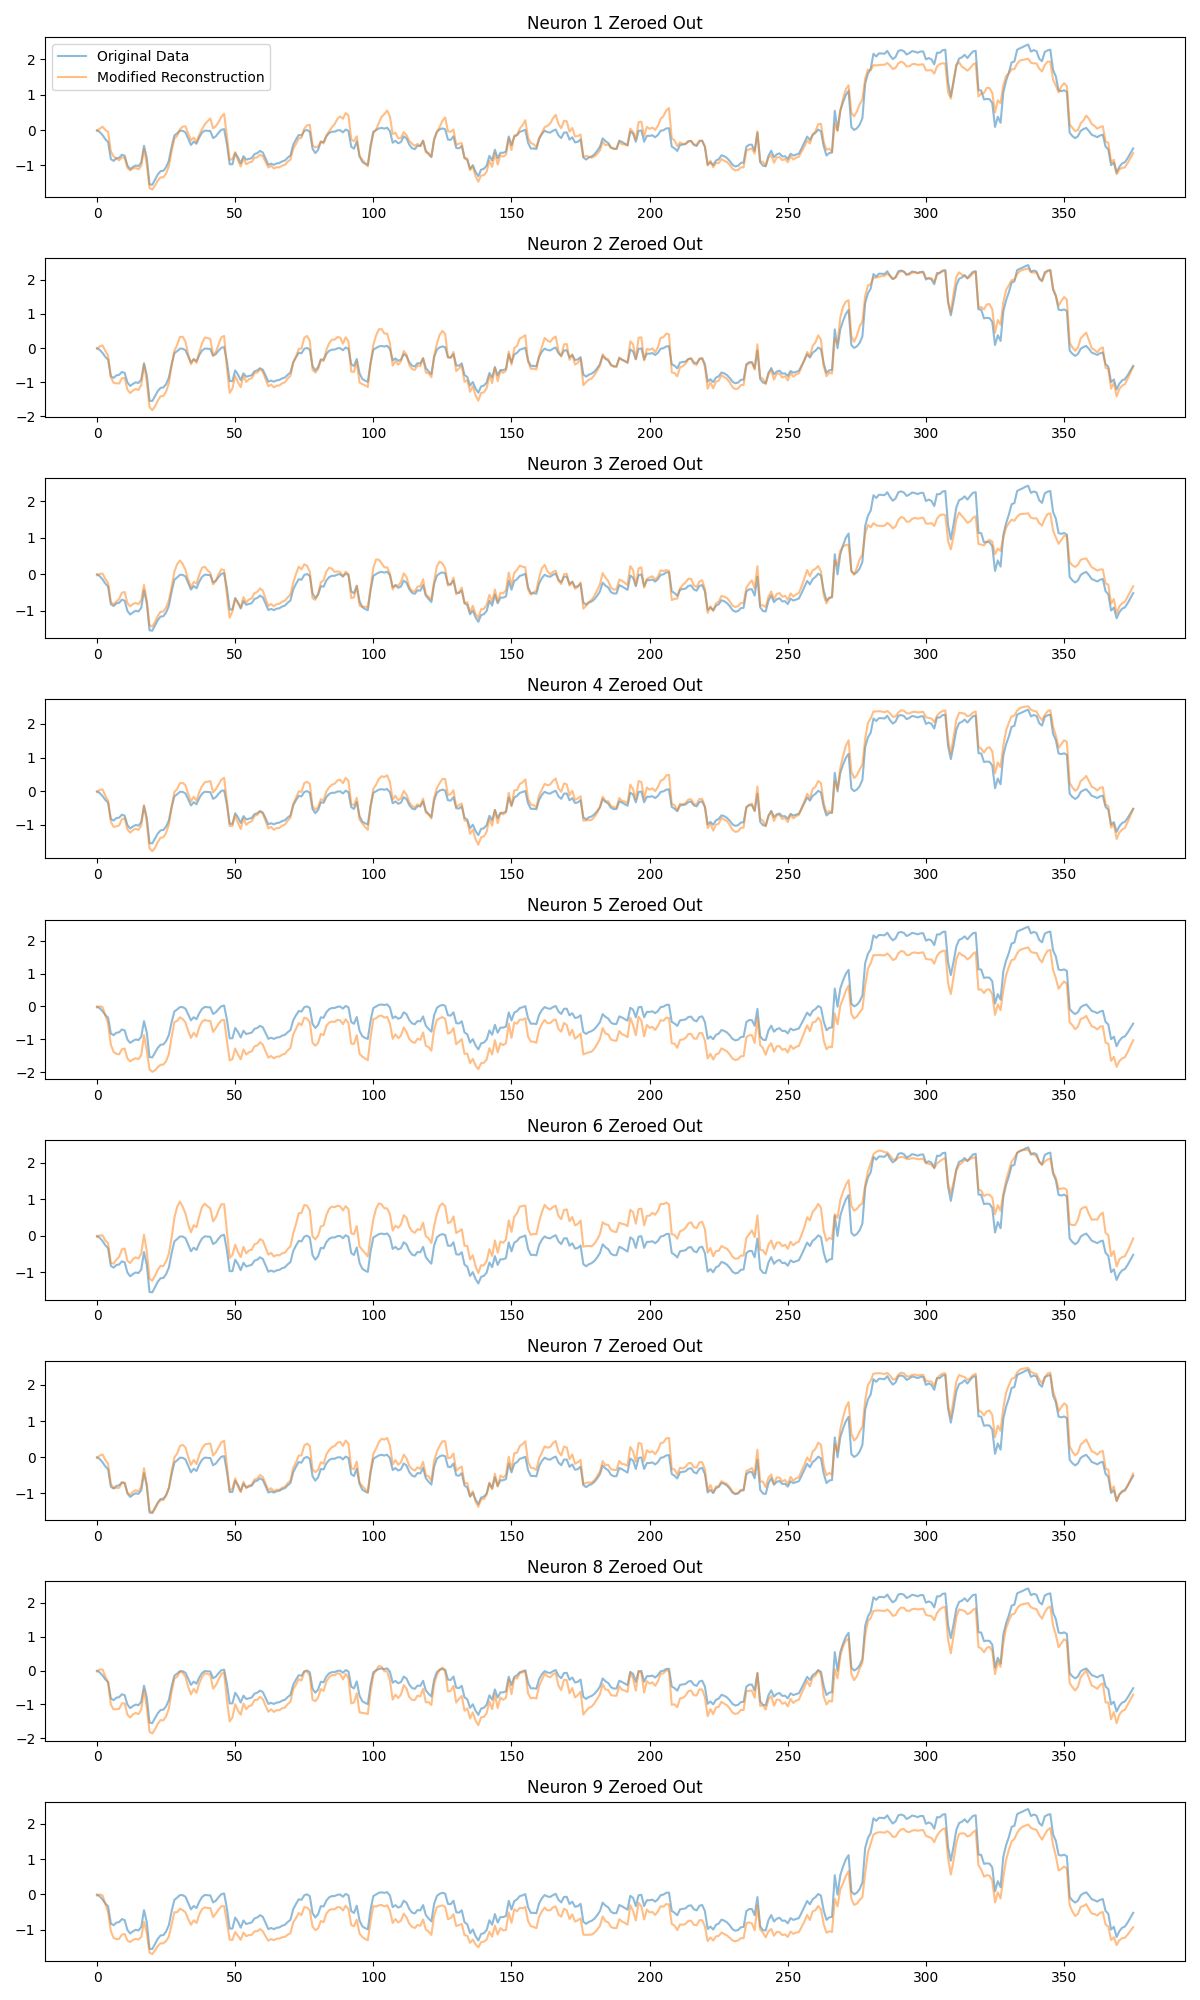 Neuron 1 Zeroed Out
Original Data
Modified Reconstruction
2
1
0
−1
0 50 100 150 200 250 300 350
Neuron 2 Zeroed Out
2
1
0
−1
−2
0 50 100 150 200 250 300 350
Neuron 3 Zeroed Out
2
1
0
−1
0 50 100 150 200 250 300 350
Neuron 4 Zeroed Out
2
1
0
−1
0 50 100 150 200 250 300 350
Neuron 5 Zeroed Out
2
1
0
−1
−2
0 50 100 150 200 250 300 350
Neuron 6 Zeroed Out
2
1
0
−1
0 50 100 150 200 250 300 350
Neuron 7 Zeroed Out
2
1
0
−1
0 50 100 150 200 250 300 350
Neuron 8 Zeroed Out
2
1
0
−1
−2
0 50 100 150 200 250 300 350
Neuron 9 Zeroed Out
2
1
0
−1
0 50 100 150 200 250 300 350